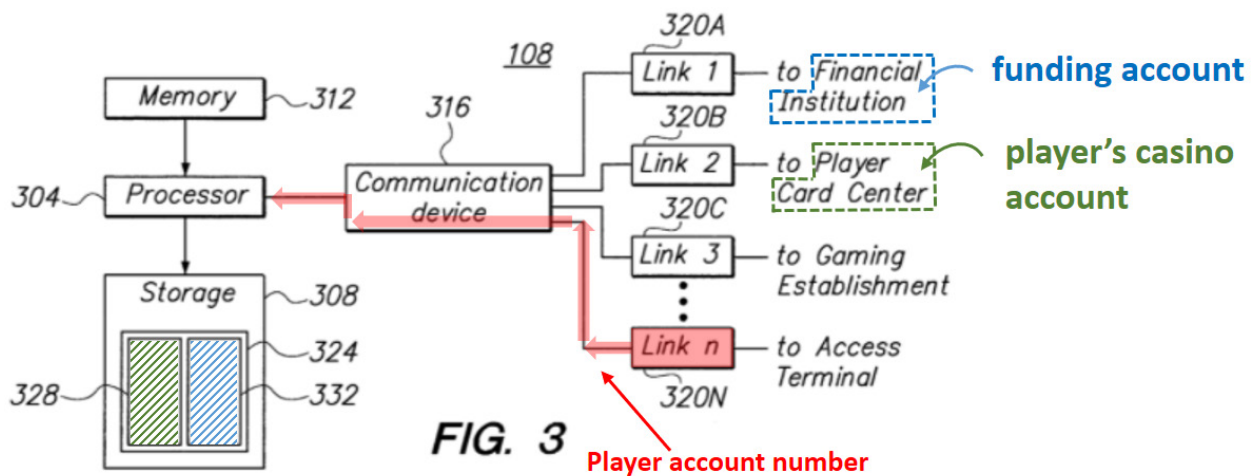 320A
108
Link 1
to Financial
Institution
funding account
Memory
312
316
320B
Link 2
to Player
Card Center
player's casino
account
304
Processor
Communication
device
320C
Link 3
to Gaming
Establishment
Storage
308
324
Link n
to Access
Terminal
328
332
320N
FIG. 3
Player account number